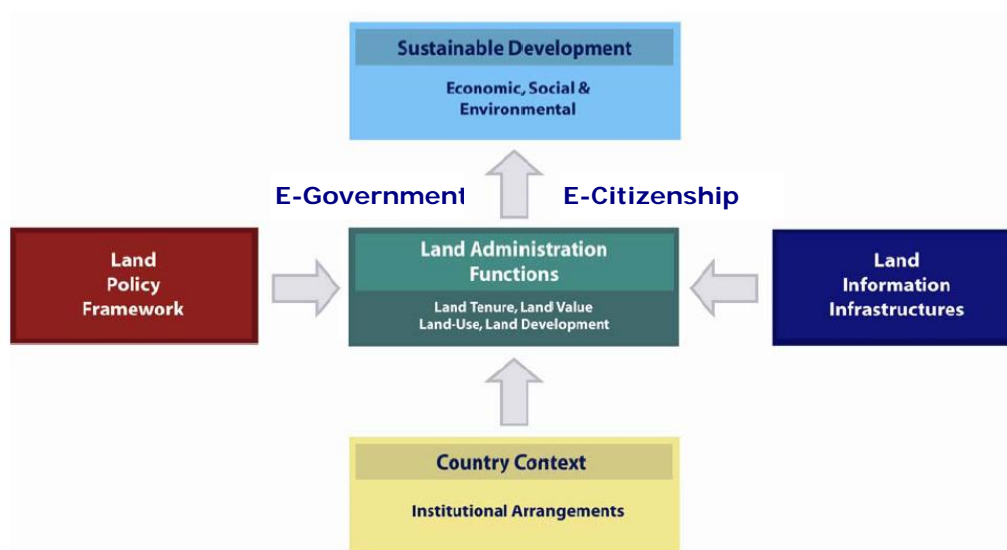 Sustainable Development
Economic, Social &
Environmental
E-Government
E-Citizenship
Land
Policy
Framework
Land Administration
Functions
Land Tenure, Land Value
Land-Use, Land Development
Land
Information
Infrastructures
Country Context
Institutional Arrangements